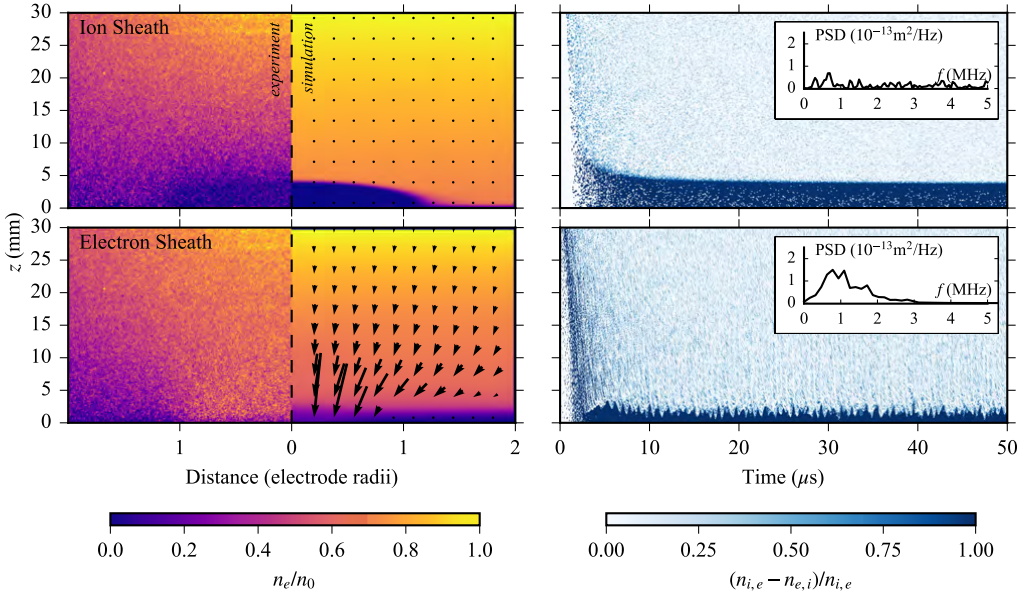 30
25
20
15
10
5
0
Ion Sheath
experiment
simulation
PSD (10⁻¹³m²/Hz)
2
1
0
f (MHz)
0 1 2 3 4 5
z (mm)
30
25
20
15
10
5
0
Electron Sheath
1 0 1 2
Distance (electrode radii)
PSD (10⁻¹³m²/Hz)
2
1
0
f (MHz)
0 1 2 3 4 5
0 10 20 30 40 50
Time (μs)
0.0 0.2 0.4 0.6 0.8 1.0
nₑ/n₀
0.00 0.25 0.50 0.75 1.00
(n_{i,e} − n_{e,i})/n_{i,e}